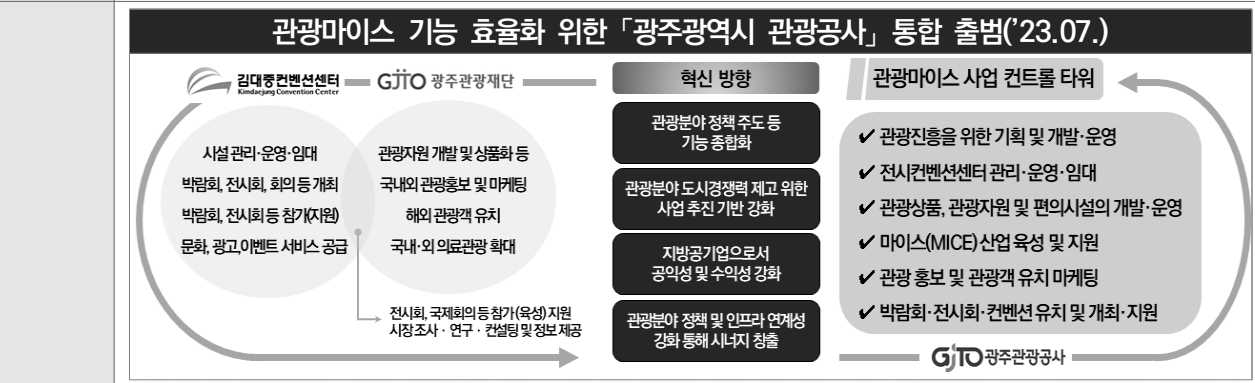 관광마이스 기능 효율화 위한 「광주광역시 관광공사」 통합 출범('23.07.)
김대중컨벤션센터
Kimdaejung Convention Center
GJTO 광주관광재단
시설 관리·운영·임대
박람회, 전시회, 회의 등 개최
박람회, 전시회 등 참가(지원)
문화, 광고,이벤트 서비스 공급
관광자원 개발 및 상품화 등
국내외 관광홍보 및 마케팅
해외 관광객 유치
국내·외 의료관광 확대
전시회, 국제회의 등 참가(육성) 지원
시장 조사 · 연구 · 컨설팅 및 정보 제공
혁신 방향
관광분야 정책 주도 등
기능 종합화
관광분야 도시경쟁력 제고 위한
사업 추진 기반 강화
지방공기업으로서
공익성 및 수익성 강화
관광분야 정책 및 인프라 연계성
강화 통해 시너지 창출
관광마이스 사업 컨트롤 타워
✔ 관광진흥을 위한 기획 및 개발·운영
✔ 전시컨벤션센터 관리·운영·임대
✔ 관광상품, 관광자원 및 편의시설의 개발·운영
✔ 마이스(MICE) 산업 육성 및 지원
✔ 관광 홍보 및 관광객 유치 마케팅
✔ 박람회·전시회·컨벤션 유치 및 개최·지원
GJTO 광주관광공사